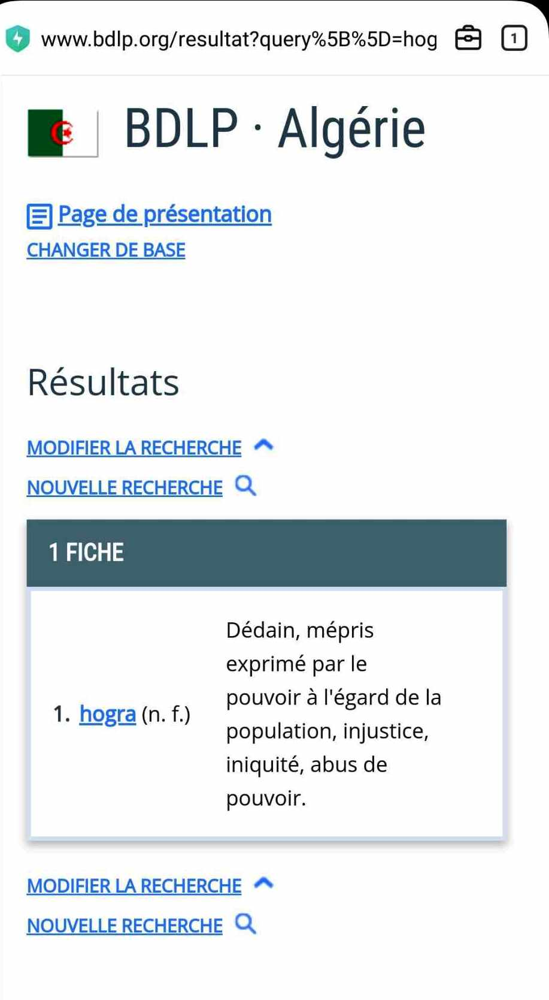 www.bdlp.org/resultat?query%5B%5D=hog
1
BDLP · Algérie
Page de présentation
CHANGER DE BASE
Résultats
MODIFIER LA RECHERCHE
NOUVELLE RECHERCHE
1 FICHE
1. hogra (n. f.)
Dédain, mépris
exprimé par le
pouvoir à l'égard de la
population, injustice,
iniquité, abus de
pouvoir.
MODIFIER LA RECHERCHE
NOUVELLE RECHERCHE